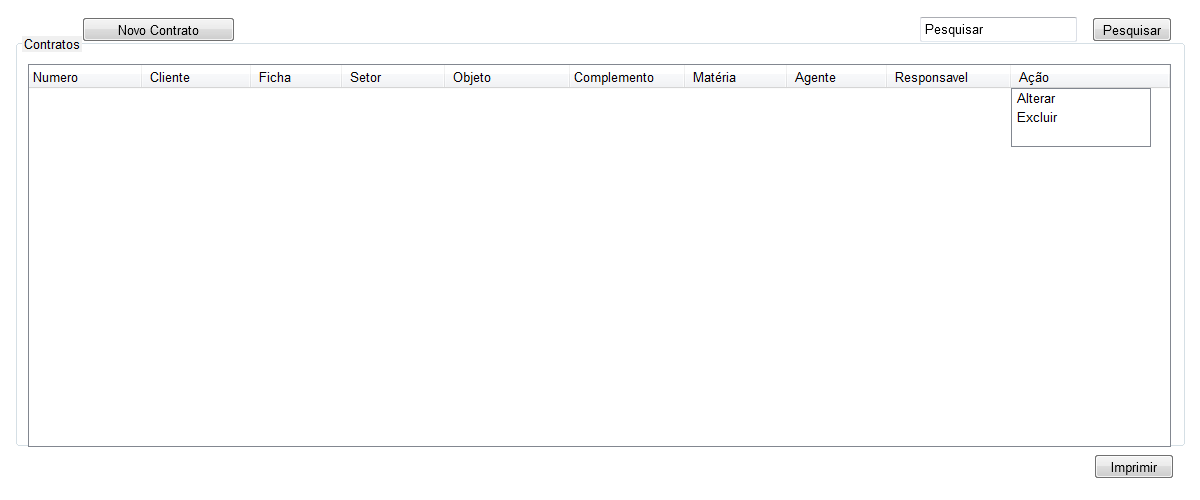 Novo Contrato Pesquisar Pesquisar
Contratos
Numero Cliente Ficha Setor Objeto Complemento Matéria Agente Responsavel Ação
Alterar
Excluir
Imprimir